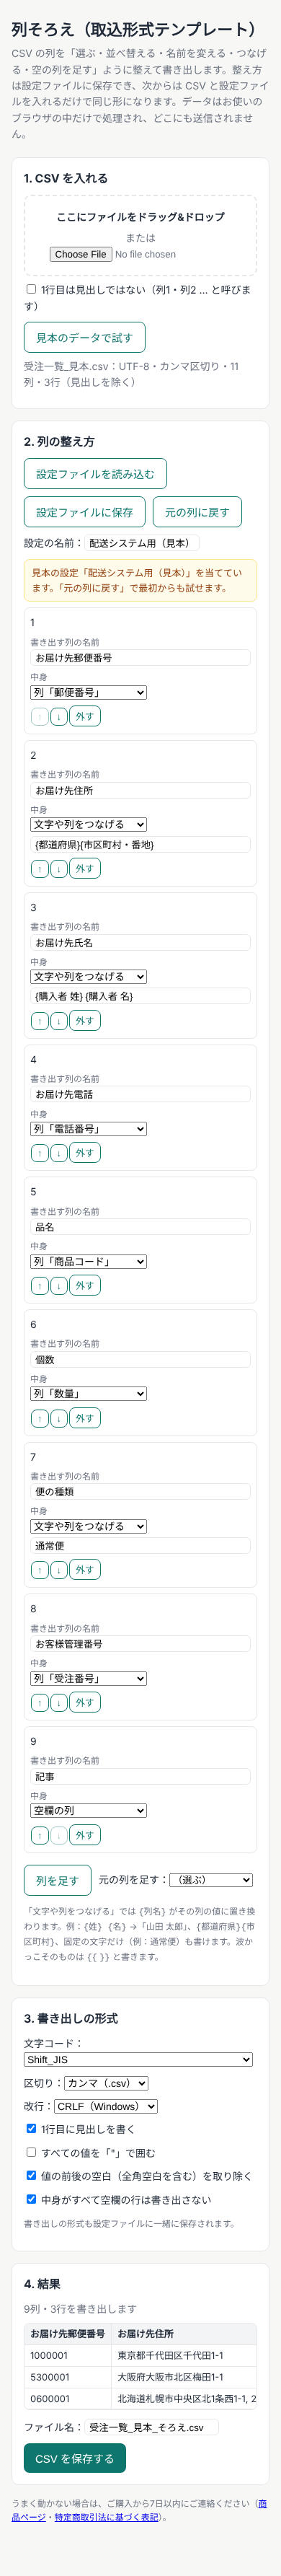 列そろえ（取込形式テンプレート）
CSV の列を「選ぶ・並べ替える・名前を変える・つなげ
る・空の列を足す」ように整えて書き出します。整え方
は設定ファイルに保存でき、次からは CSV と設定ファイ
ルを入れるだけで同じ形になります。データはお使いの
ブラウザの中だけで処理され、どこにも送信されませ
ん。
1. CSV を入れる
ここにファイルをドラッグ&ドロップ
または
Choose File No file chosen
1行目は見出しではない（列1・列2 ... と呼びま
す）
見本のデータで試す
受注一覧_見本.csv：UTF-8・カンマ区切り・11
列・3行（見出しを除く）
2. 列の整え方
設定ファイルを読み込む
設定ファイルに保存 元の列に戻す
設定の名前： 配送システム用（見本）
見本の設定「配送システム用（見本）」を当ててい
ます。「元の列に戻す」で最初からも試せます。
1
書き出す列の名前
お届け先郵便番号
中身
列「郵便番号」
↑ ↓ 外す
2
書き出す列の名前
お届け先住所
中身
文字や列をつなげる
{都道府県}{市区町村・番地}
↑ ↓ 外す
3
書き出す列の名前
お届け先氏名
中身
文字や列をつなげる
{購入者 姓} {購入者 名}
↑ ↓ 外す
4
書き出す列の名前
お届け先電話
中身
列「電話番号」
↑ ↓ 外す
5
書き出す列の名前
品名
中身
列「商品コード」
↑ ↓ 外す
6
書き出す列の名前
個数
中身
列「数量」
↑ ↓ 外す
7
書き出す列の名前
便の種類
中身
文字や列をつなげる
通常便
↑ ↓ 外す
8
書き出す列の名前
お客様管理番号
中身
列「受注番号」
↑ ↓ 外す
9
書き出す列の名前
記事
中身
空欄の列
↑ ↓ 外す
列を足す 元の列を足す： （選ぶ）
「文字や列をつなげる」では {列名} がその列の値に置き換
わります。例：{姓} {名} →「山田 太郎」、{都道府県}{市
区町村}、固定の文字だけ（例：通常便）も書けます。波か
っこそのものは {{ }} と書きます。
3. 書き出しの形式
文字コード：
Shift_JIS
区切り： カンマ（.csv）
改行： CRLF（Windows）
1行目に見出しを書く
すべての値を「"」で囲む
値の前後の空白（全角空白を含む）を取り除く
中身がすべて空欄の行は書き出さない
書き出しの形式も設定ファイルに一緒に保存されます。
4. 結果
9列・3行を書き出します
お届け先郵便番号 お届け先住所
1000001 東京都千代田区千代田1-1
5300001 大阪府大阪市北区梅田1-1
0600001 北海道札幌市中央区北1条西1-1, 2
ファイル名： 受注一覧_見本_そろえ.csv
CSV を保存する
うまく動かない場合は、ご購入から7日以内にご連絡ください（商
品ページ・特定商取引法に基づく表記）。